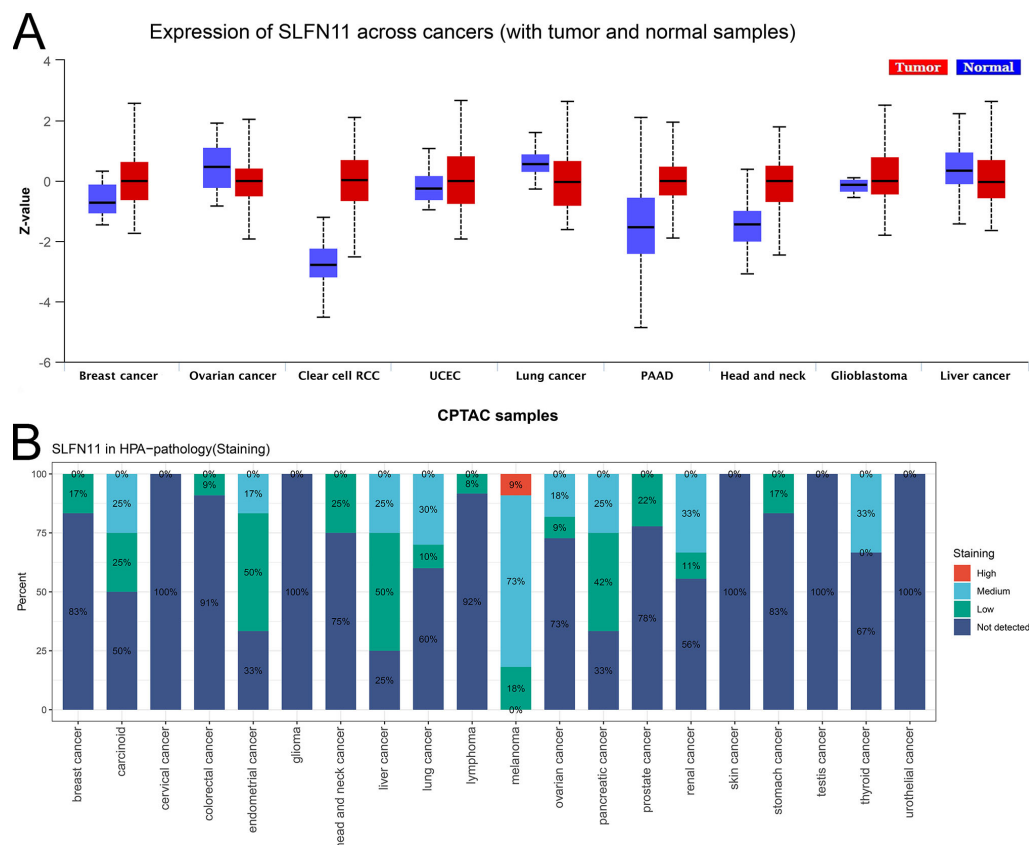 A
Expression of SLFN11 across cancers (with tumor and normal samples)
Tumor Normal
Z-value
4
2
0
-2
-4
-6
Breast cancer Ovarian cancer Clear cell RCC UCEC Lung cancer PAAD Head and neck Glioblastoma Liver cancer
CPTAC samples
B
SLFN11 in HPA−pathology(Staining)
Percent
100
75
50
25
0
0% 0% 0% 0% 0% 0% 0% 0% 0% 0% 9% 0% 0% 0% 0% 0% 0% 0% 0% 0%
17% 25% 9% 17% 25% 25% 30% 8% 73% 18% 25% 22% 33% 17% 33%
25% 50% 50% 10% 18% 9% 42% 11% 0%
83% 50% 100% 91% 33% 100% 75% 25% 60% 92% 0% 73% 33% 78% 56% 100% 83% 100% 67% 100%
breast cancer
carcinoid
cervical cancer
colorectal cancer
endometrial cancer
glioma
head and neck cancer
liver cancer
lung cancer
lymphoma
melanoma
ovarian cancer
pancreatic cancer
prostate cancer
renal cancer
skin cancer
stomach cancer
testis cancer
thyroid cancer
urothelial cancer
Staining
High
Medium
Low
Not detected